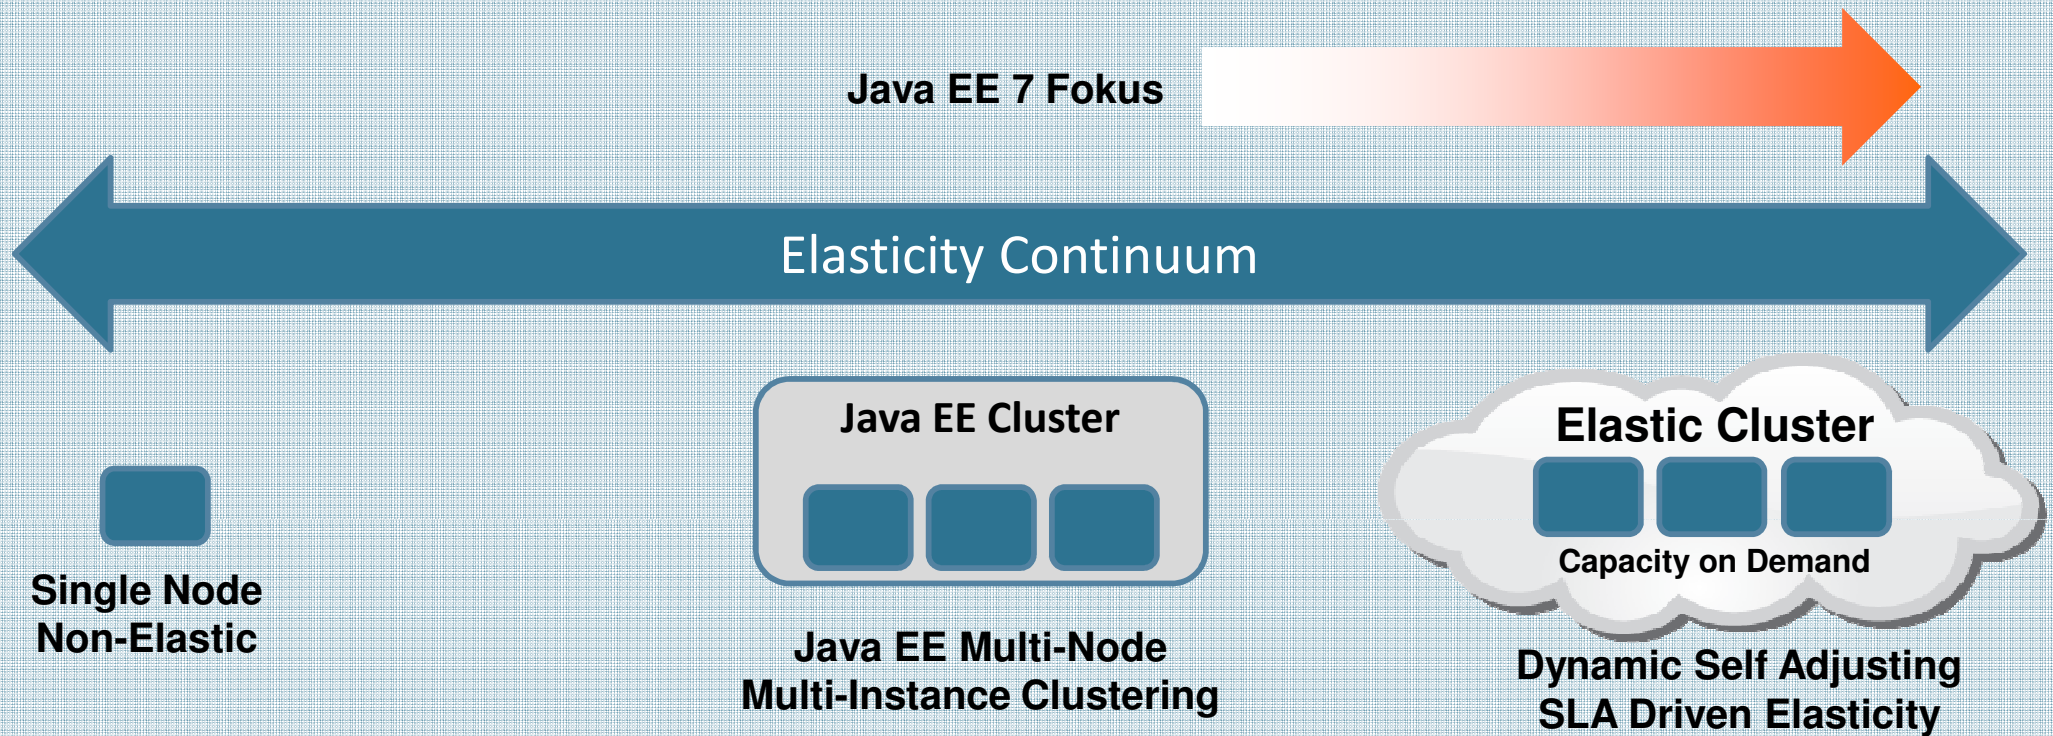 Java EE 7 Fokus
Elasticity Continuum
Single Node
Non-Elastic
Java EE Cluster
Java EE Multi-Node
Multi-Instance Clustering
Elastic Cluster
Capacity on Demand
Dynamic Self Adjusting
SLA Driven Elasticity